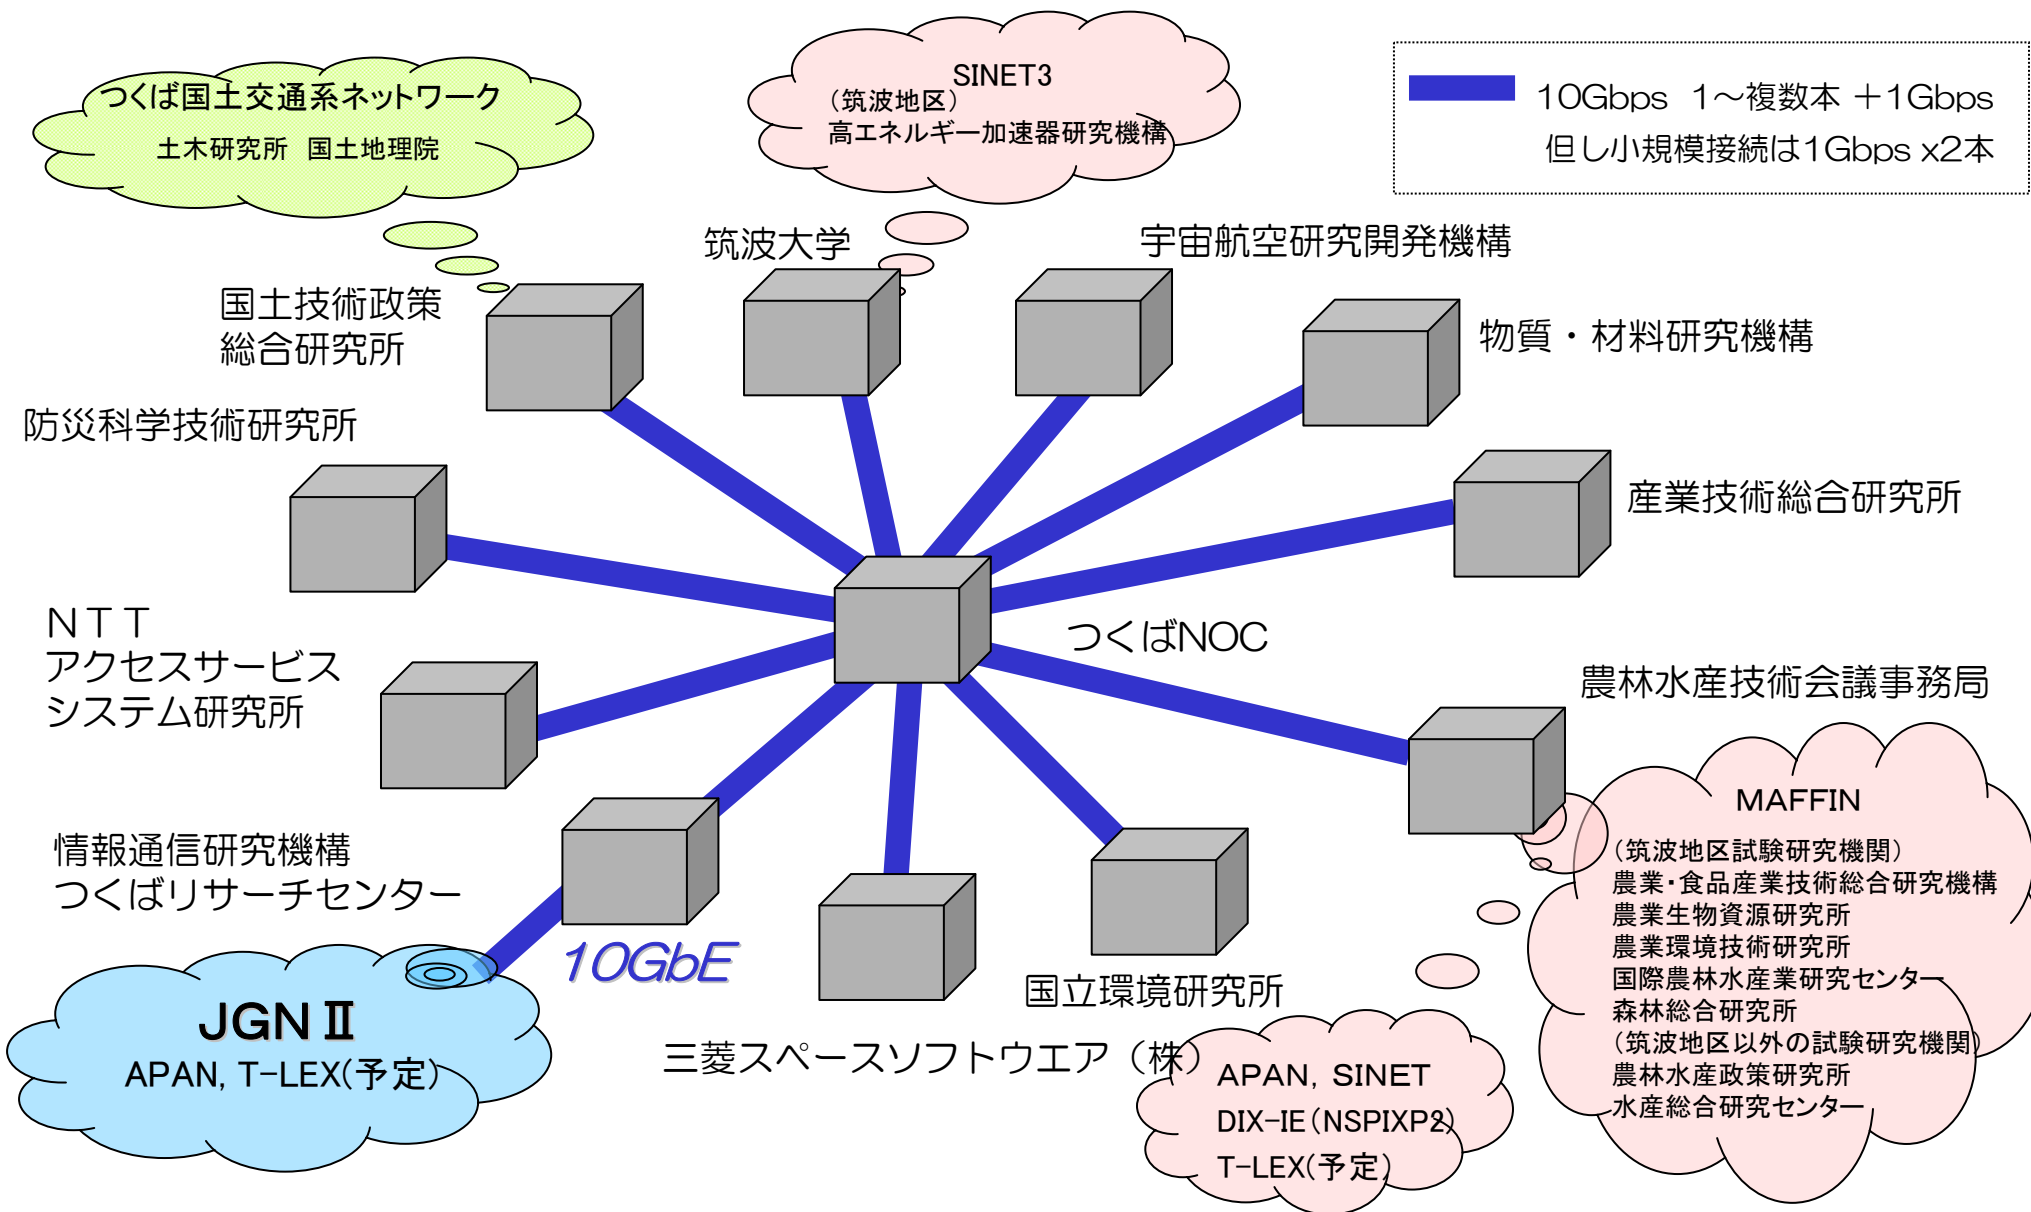 つくば国土交通系ネットワーク
土木研究所　国土地理院
SINET3
（筑波地区）
高エネルギー加速器研究機構
10Gbps 1～複数本 ＋1Gbps
但し小規模接続は1Gbps x2本
筑波大学
宇宙航空研究開発機構
国土技術政策
総合研究所
物質・材料研究機構
防災科学技術研究所
産業技術総合研究所
ＮＴＴ
アクセスサービス
システム研究所
つくばNOC
農林水産技術会議事務局
情報通信研究機構
つくばリサーチセンター
10GbE
JGNⅡ
APAN, T-LEX(予定)
国立環境研究所
三菱スペースソフトウエア（株）
APAN, SINET
DIX-IE（NSPIXP2）
T-LEX(予定)
MAFFIN
（筑波地区試験研究機関）
農業・食品産業技術総合研究機構
農業生物資源研究所
農業環境技術研究所
国際農林水産業研究センター
森林総合研究所
（筑波地区以外の試験研究機関）
農林水産政策研究所
水産総合研究センター